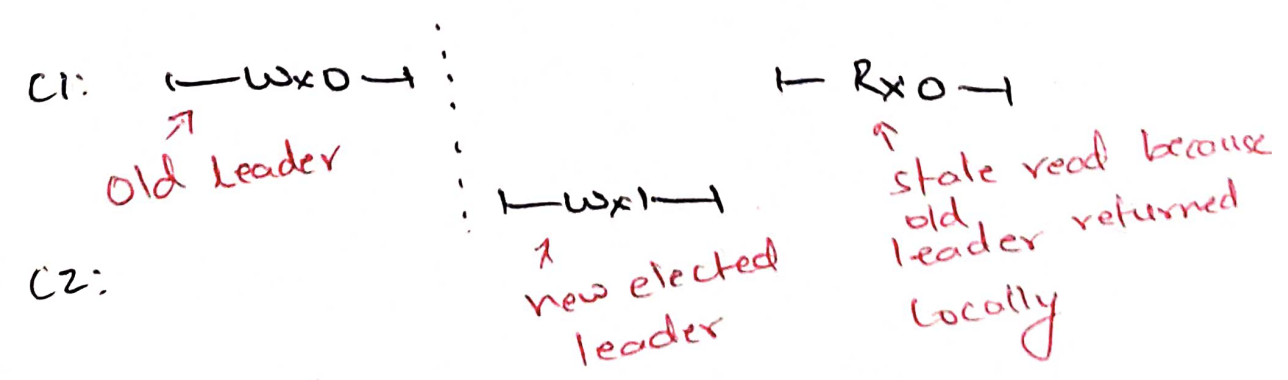 C1: Wx0 Rx0
old Leader
stale read because
old
leader returned
locally
Wx1
new elected
leader
C2: